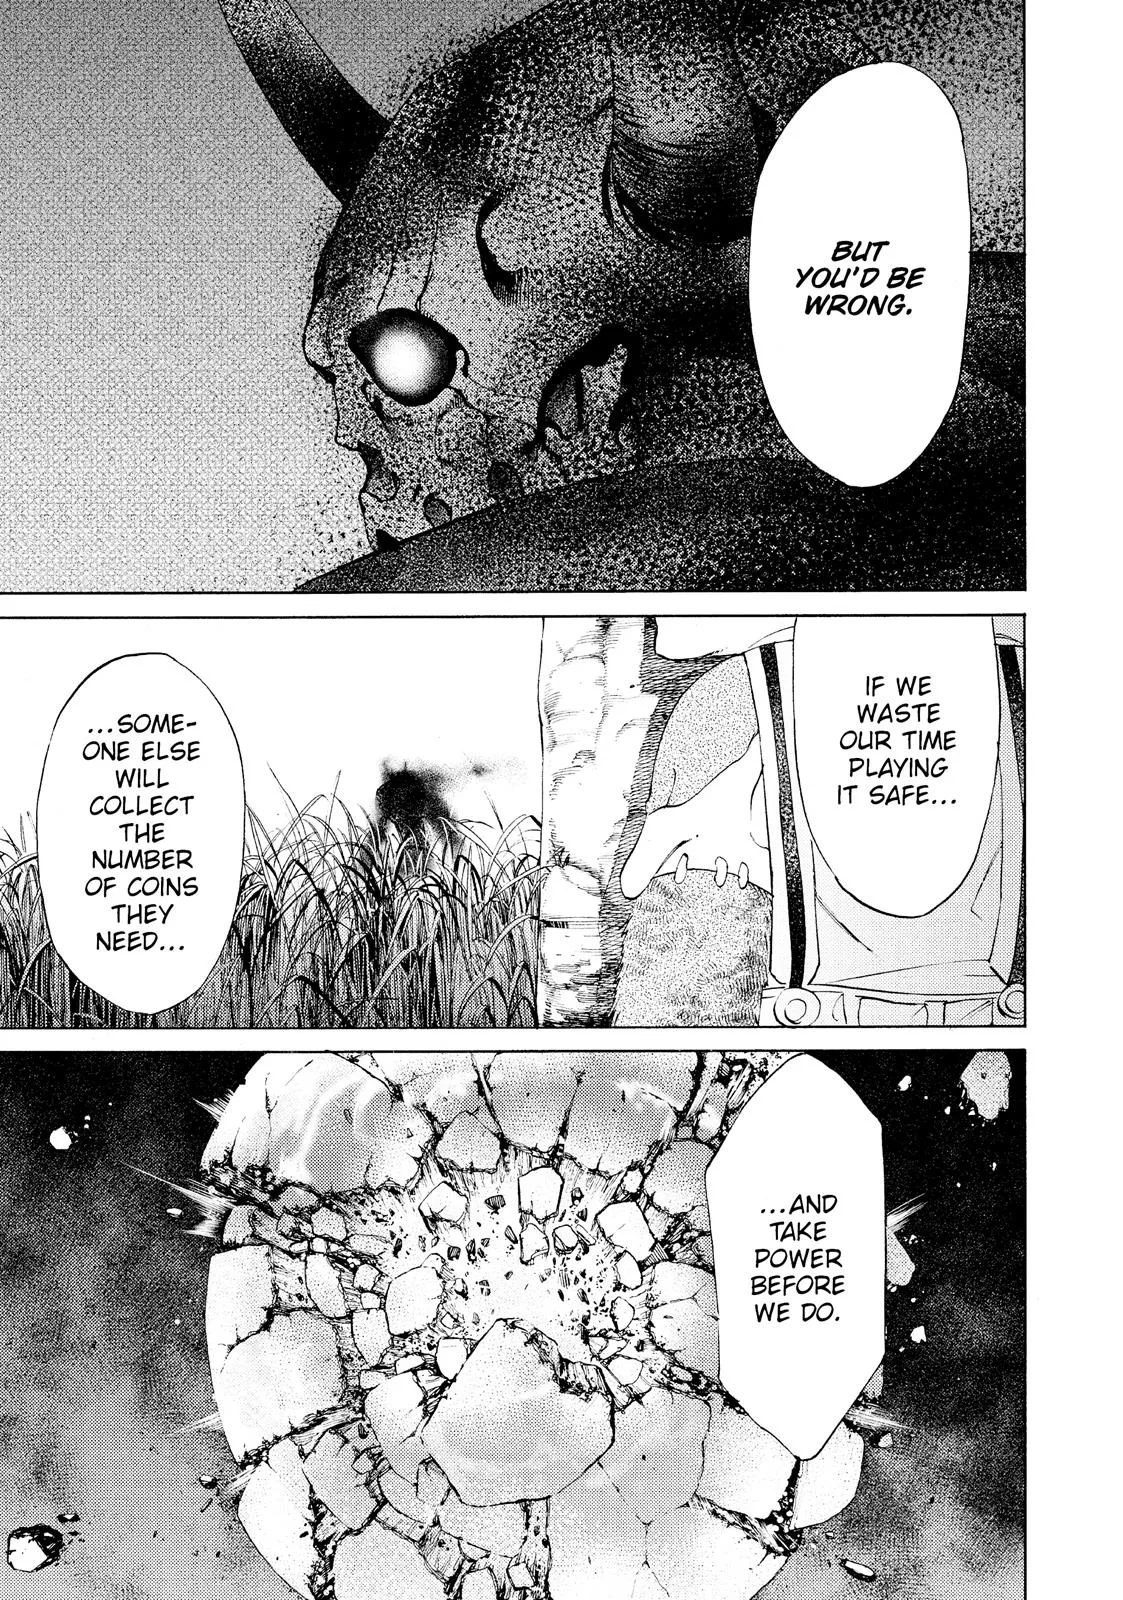 BUT
YOU'D BE
WRONG.
IF WE
WASTE
OUR TIME
PLAYING
IT SAFE...
...SOME-
ONE ELSE
WILL
COLLECT
THE
NUMBER
OF COINS
THEY
NEED...
...AND
TAKE
POWER
BEFORE
WE DO.